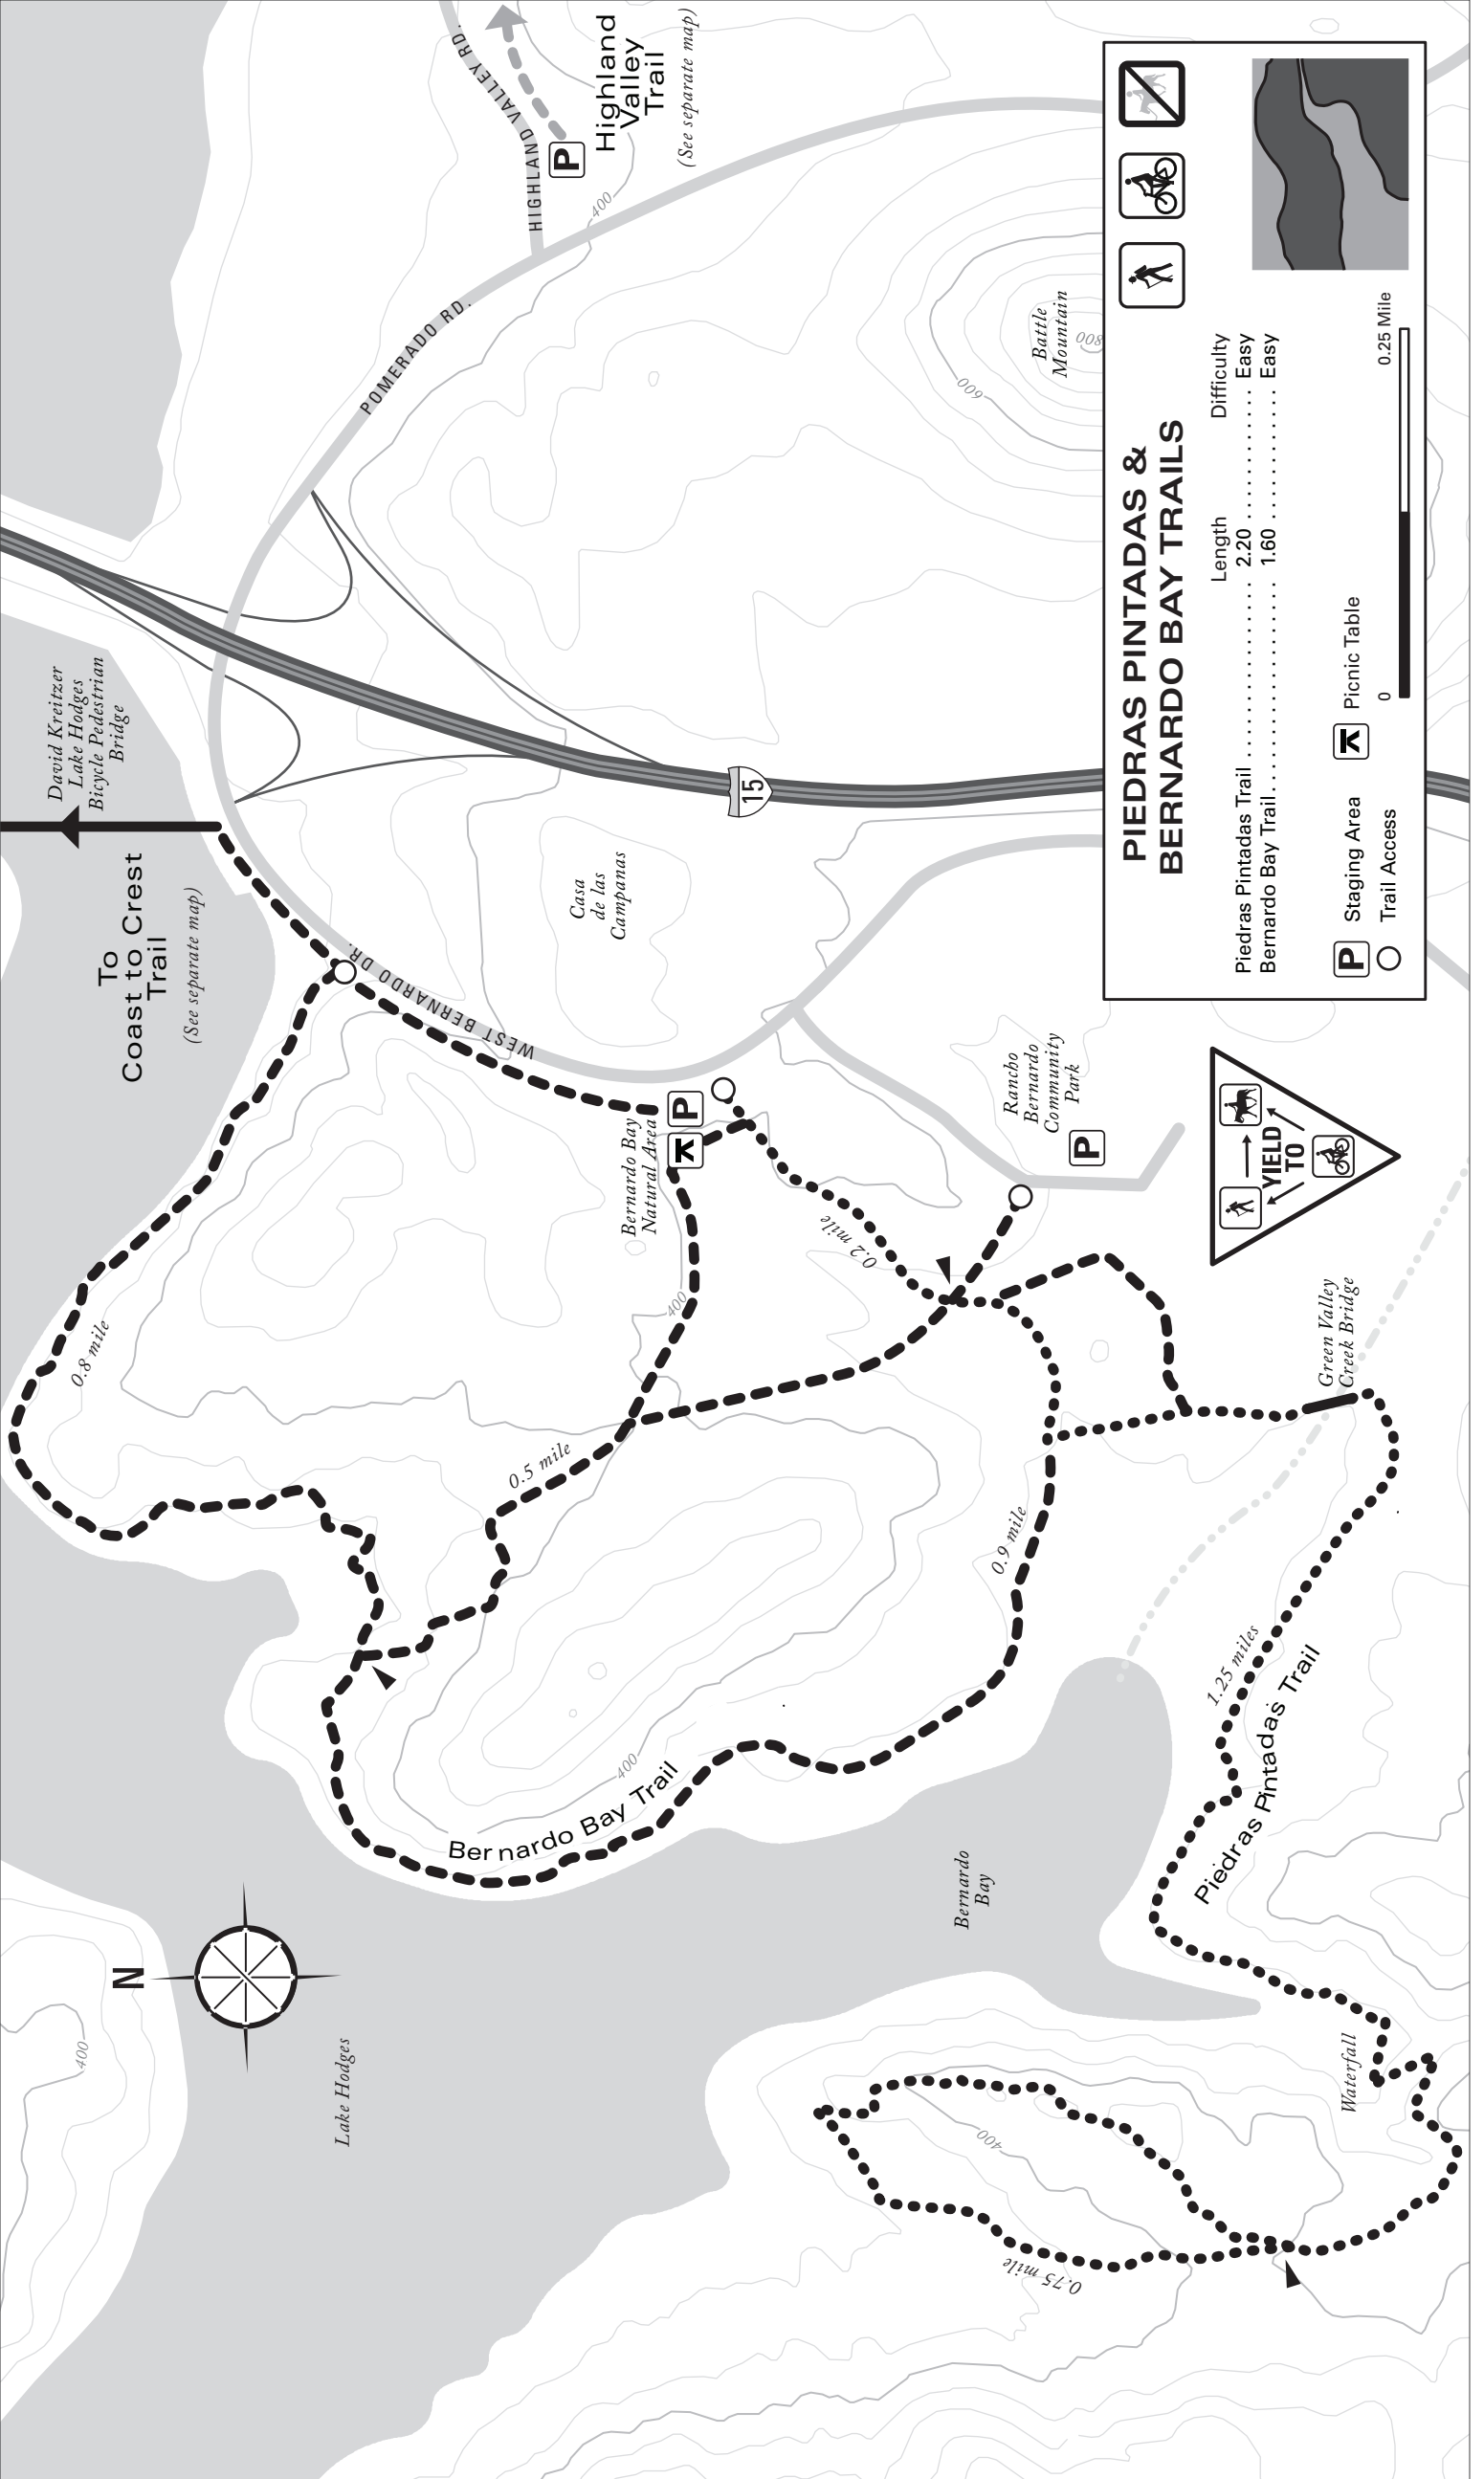 HIGHLAND VALLEY RD.
P
Highland
Valley
Trail
(See separate map)
400
POMERADO RD.
Battle
Mountain
600
800
David Kreitzer
Lake Hodges
Bicycle Pedestrian
Bridge
To
Coast to Crest
Trail
(See separate map)
15
Casa
de las
Campanas
WEST BERNARDO DR.
Bernardo Bay
Natural Area
P
Rancho
Bernardo
Community
Park
P
0.2 mile
400
0.8 mile
0.5 mile
0.9 mile
Green Valley
Creek Bridge
1.25 miles
Piedras Pintadas Trail
400
Bernardo Bay Trail
Bernardo
Bay
N
Lake Hodges
400
Waterfall
400
0.75 mile
YIELD
TO
PIEDRAS PINTADAS &
BERNARDO BAY TRAILS
Length Difficulty
Piedras Pintadas Trail . . . . . . . . . . . . . . . . . 2.20 . . . . . . . . . . . . Easy
Bernardo Bay Trail. . . . . . . . . . . . . . . . . . . . 1.60 . . . . . . . . . . . . Easy
P Staging Area Picnic Table
Trail Access 0 0.25 Mile